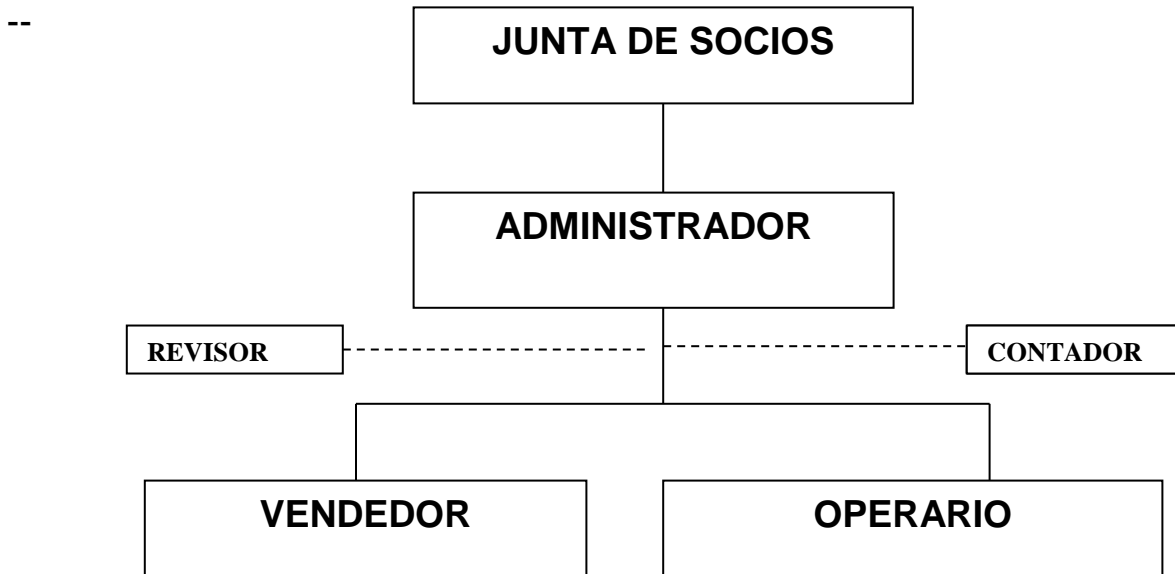 --
JUNTA DE SOCIOS
ADMINISTRADOR
REVISOR
CONTADOR
VENDEDOR
OPERARIO